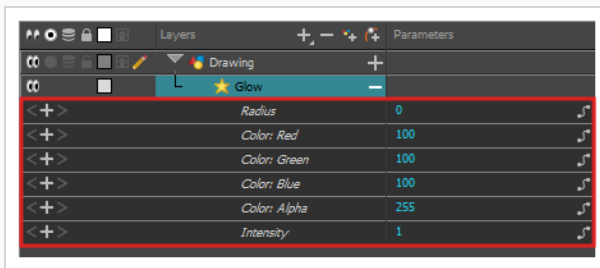 Layers Parameters
Drawing
Glow
Radius 0
Color: Red 100
Color: Green 100
Color: Blue 100
Color: Alpha 255
Intensity 1